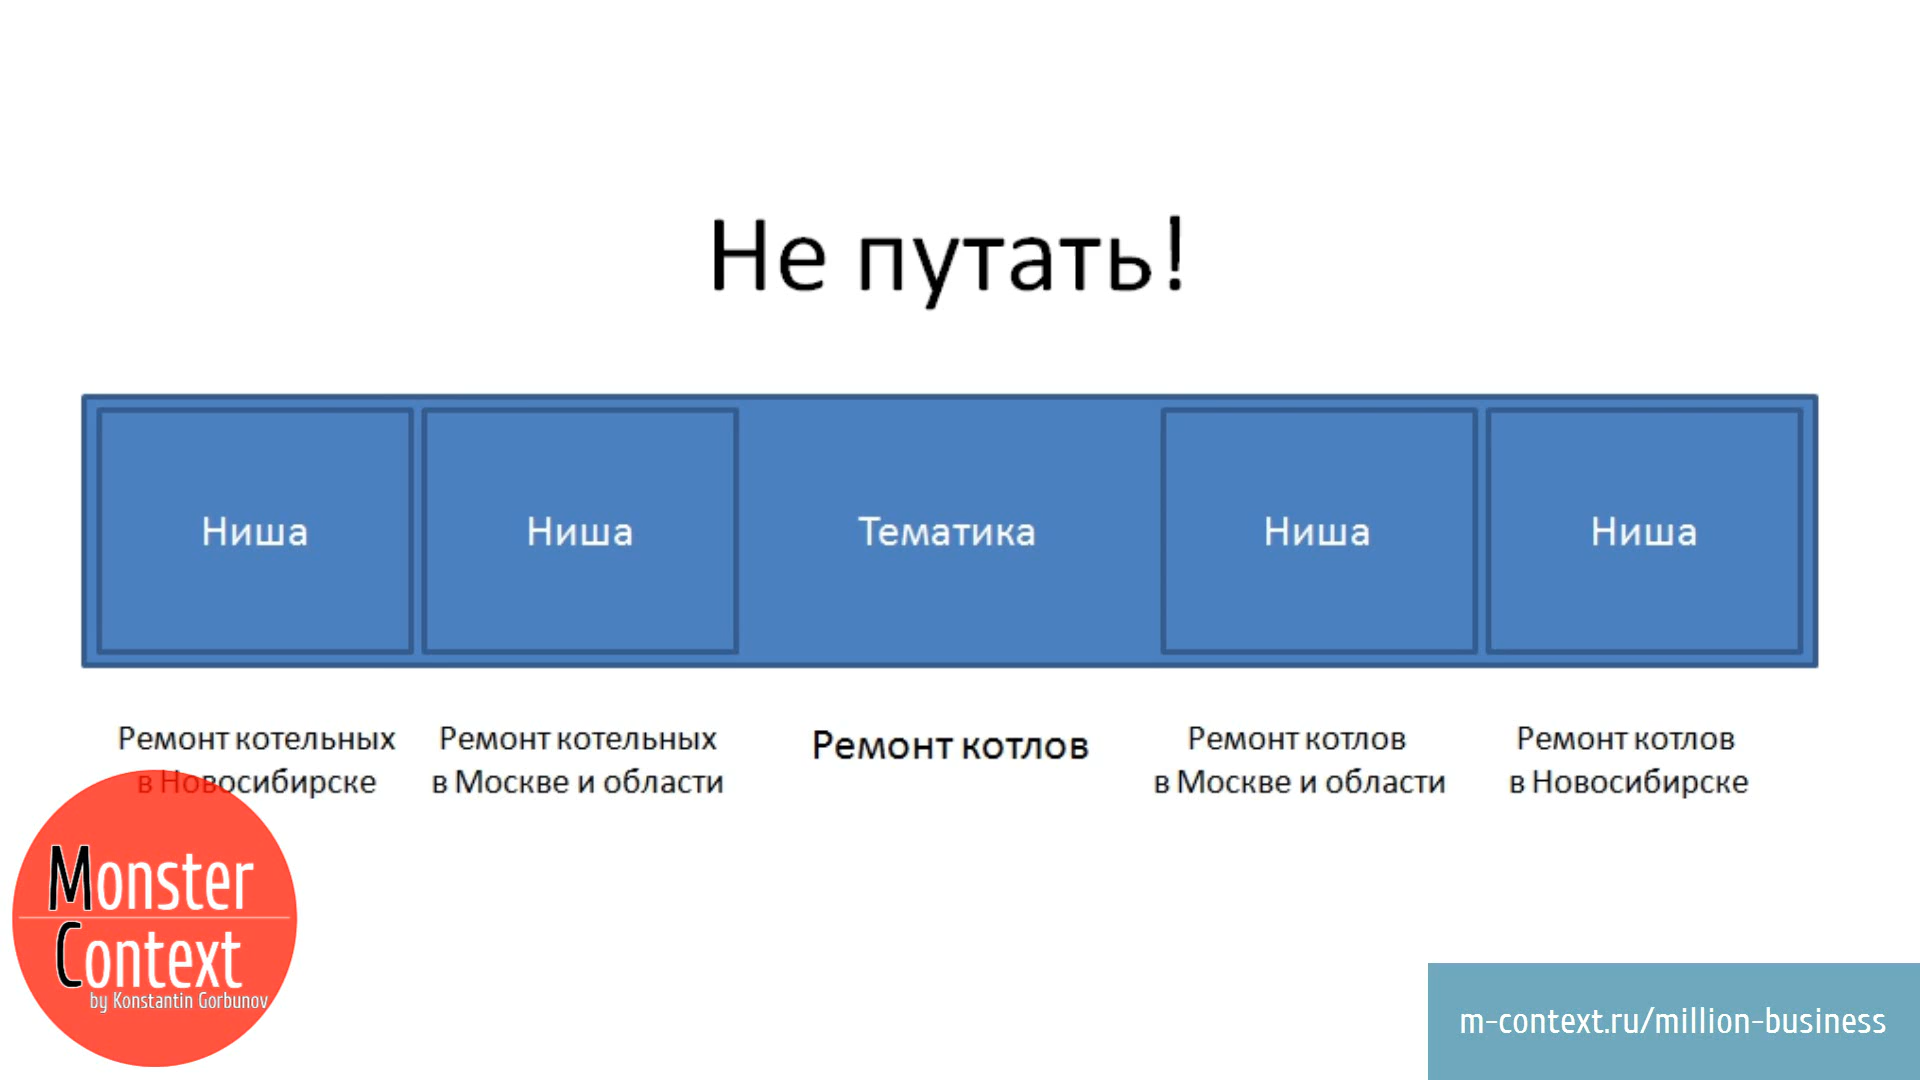 Не путать!
Ниша
Ниша
Тематика
Ниша
Ниша
Ремонт котельных
в Новосибирске
Ремонт котельных
в Москве и области
Ремонт котлов
Ремонт котлов
в Москве и области
Ремонт котлов
в Новосибирске
Monster
Context
by Konstantin Gorbunov
m-context.ru/million-business